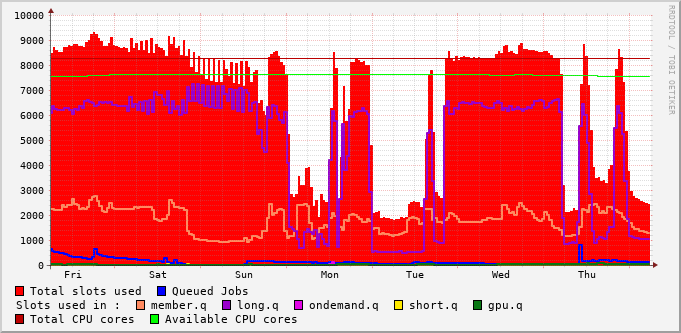 RRDTOOL / TOBI OETIKER
10000
9000
8000
7000
6000
5000
4000
3000
2000
1000
0
Fri Sat Sun Mon Tue Wed Thu
Total slots used Queued Jobs
Slots used in : member.q long.q ondemand.q short.q gpu.q
Total CPU cores Available CPU cores